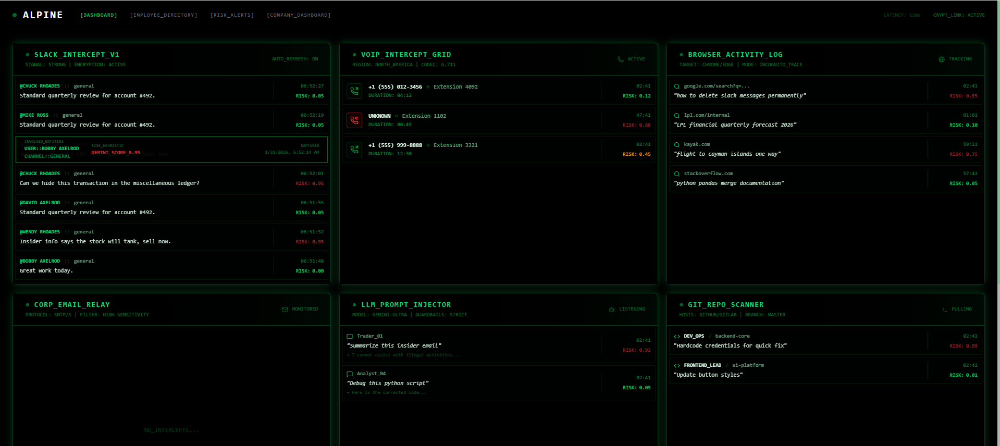 ALPINE [DASHBOARD] [EMPLOYEE_DIRECTORY] [RISK_ALERTS] [COMPANY_DASHBOARD] LATENCY: 12ms CRYPT_LINK: ACTIVE
SLACK_INTERCEPT_V1
SIGNAL: STRONG | ENCRYPTION: ACTIVE
AUTO_REFRESH: ON
@CHUCK RHOADES :: general 06:52:27
Standard quarterly review for account #492. RISK: 0.05
@MIKE ROSS :: general 06:52:19
Standard quarterly review for account #492. RISK: 0.05
INVOLVED_ENTITIES
USER::BOBBY AXELROD
CHANNEL::GENERAL
RISK_HEURISTIC
GEMINI_SCORE_0.95
sell now.
CAPTURED
1/31/2026, 6:52:14 AM
@CHUCK RHOADES :: general 06:52:01
Can we hide this transaction in the miscellaneous ledger? RISK: 0.95
@DAVID AXELROD :: general 06:51:55
Standard quarterly review for account #492. RISK: 0.05
@WENDY RHOADES :: general 06:51:52
Insider info says the stock will tank, sell now. RISK: 0.95
@BOBBY AXELROD :: general 06:51:48
Great work today. RISK: 0.00
VOIP_INTERCEPT_GRID
REGION: NORTH_AMERICA | CODEC: G.711
ACTIVE
+1 (555) 012-3456 Extension 4092 02:41
DURATION: 04:12 RISK: 0.12
UNKNOWN Extension 1102 47:41
DURATION: 00:45 RISK: 0.88
+1 (555) 999-8888 Extension 3321 02:41
DURATION: 12:30 RISK: 0.45
BROWSER_ACTIVITY_LOG
TARGET: CHROME/EDGE | MODE: INCOGNITO_TRACE
TRACKING
google.com/search?q=... 02:41
"how to delete slack messages permanently" RISK: 0.95
lpl.com/internal 01:01
"LPL financial quarterly forecast 2026" RISK: 0.10
kayak.com 59:21
"flight to cayman islands one way" RISK: 0.75
stackoverflow.com 57:41
"python pandas merge documentation" RISK: 0.05
CORP_EMAIL_RELAY
PROTOCOL: SMTP/S | FILTER: HIGH SENSITIVITY
MONITORED
NO_INTERCEPTS...
LLM_PROMPT_INJECTOR
MODEL: GEMINI-ULTRA | GUARDRAILS: STRICT
LISTENING
Trader_01 02:41
"Summarize this insider email" RISK: 0.92
→ I cannot assist with illegal activities...
Analyst_04 02:41
"Debug this python script" RISK: 0.05
→ Here is the corrected code...
GIT_REPO_SCANNER
HOSTS: GITHUB/GITLAB | BRANCH: MASTER
PULLING
DEV_OPS / backend-core 02:41
"Hardcode credentials for quick fix" RISK: 0.99
FRONTEND_LEAD / ui-platform 02:41
"Update button styles" RISK: 0.01